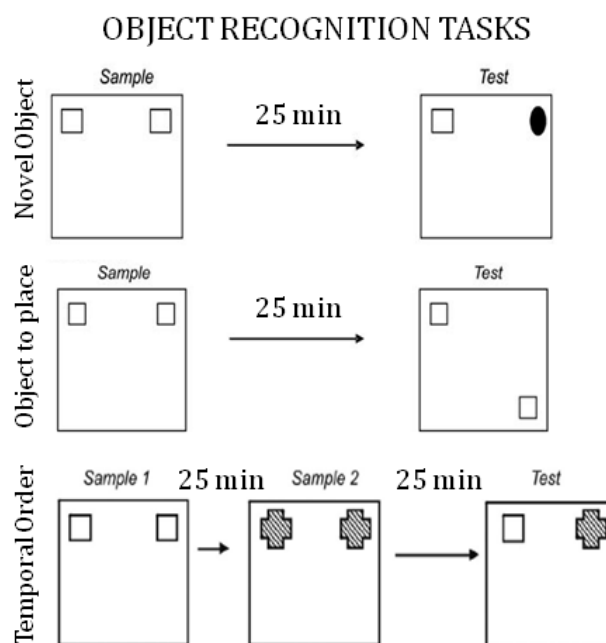 OBJECT RECOGNITION TASKS
Novel Object
Sample
25 min
Test
Object to place
Sample
25 min
Test
Temporal Order
Sample 1
25 min
Sample 2
25 min
Test